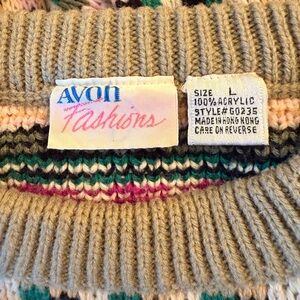 AVON
Fashions
SIZE L
100% ACRYLIC
STYLE# G0235
MADE IN HONG KONG
CARE ON REVERSE